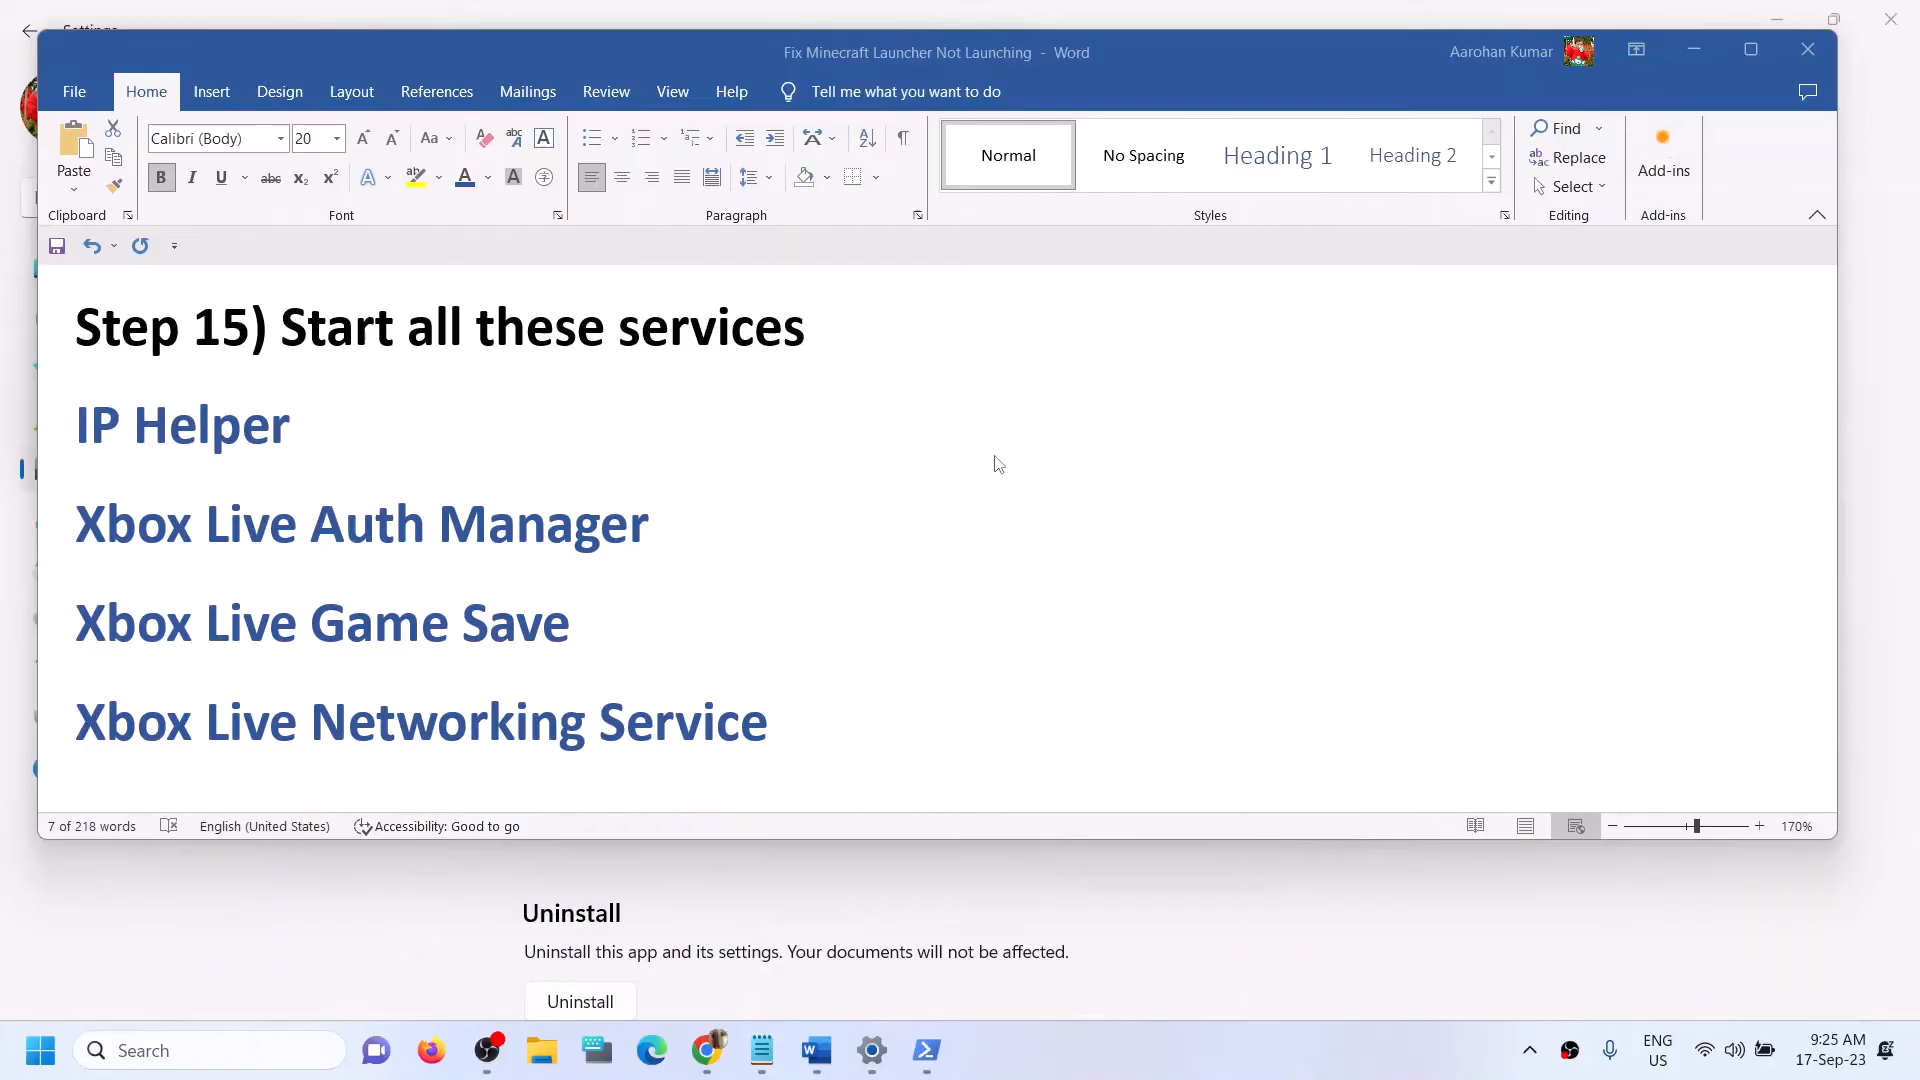 Settings
Fix Minecraft Launcher Not Launching - Word
Aarohan Kumar
File Home Insert Design Layout References Mailings Review View Help Tell me what you want to do
Paste
Clipboard
Calibri (Body) 20
Font
Paragraph
Normal No Spacing Heading 1 Heading 2
Styles
Find
Replace
Select
Editing
Add-ins
Add-ins
Step 15) Start all these services
IP Helper
Xbox Live Auth Manager
Xbox Live Game Save
Xbox Live Networking Service
7 of 218 words English (United States) Accessibility: Good to go 170%
Uninstall
Uninstall this app and its settings. Your documents will not be affected.
Uninstall
Search
ENG
US
9:25 AM
17-Sep-23